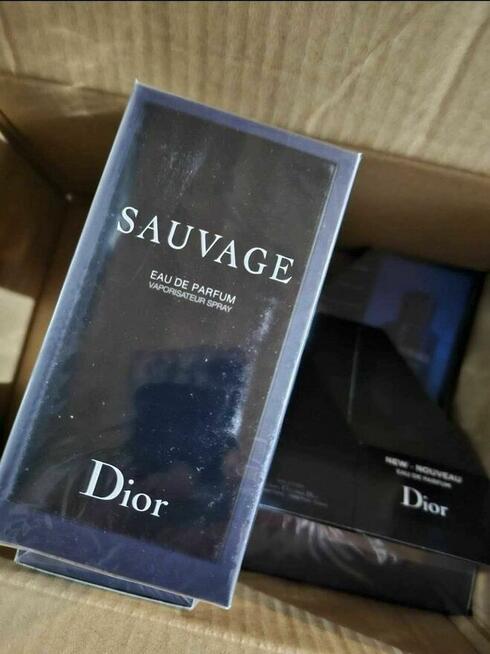 SAUVAGE
EAU DE PARFUM
VAPORISATEUR SPRAY
Dior
NEW - NOUVEAU
EAU DE PARFUM
Dior